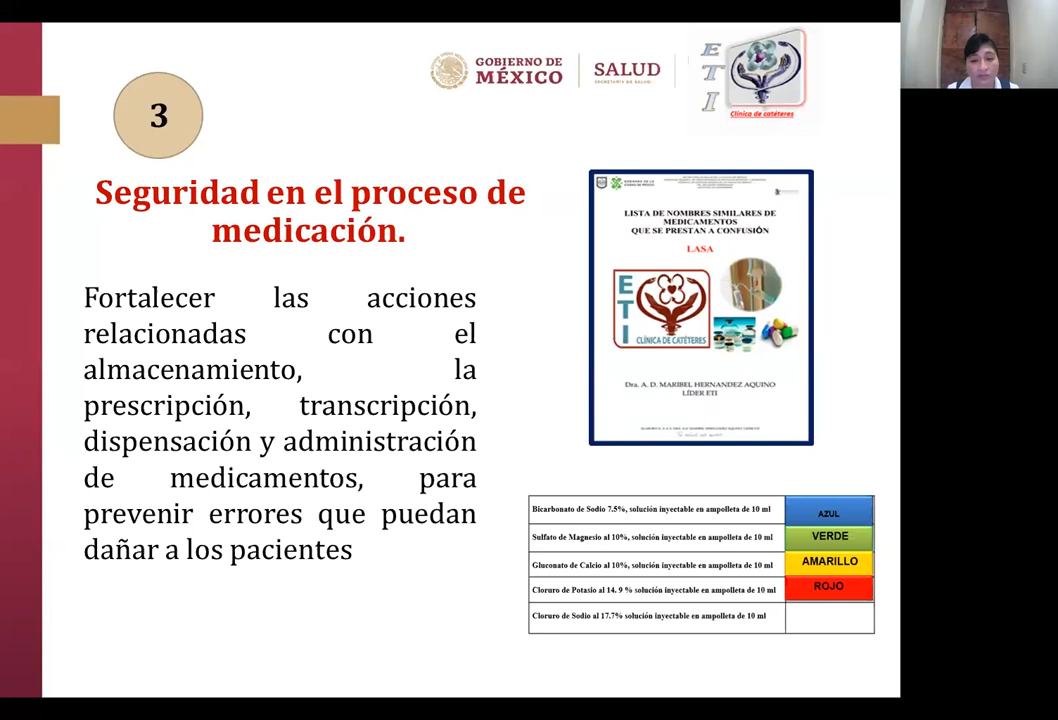 GOBIERNO DE
MÉXICO
SALUD
SECRETARÍA DE SALUD
E
T
I
Clínica de catéteres
3
Seguridad en el proceso de
medicación.
Fortalecer las acciones
relacionadas con el
almacenamiento, la
prescripción, transcripción,
dispensación y administración
de medicamentos, para
prevenir errores que puedan
dañar a los pacientes
LISTA DE NOMBRES SIMILARES DE
MEDICAMENTOS
QUE SE PRESTAN A CONFUSIÓN
LASA
E
T
I
CLÍNICA DE CATÉTERES
Dra. A. D. MARIBEL HERNANDEZ AQUINO
LÍDER ETI
Bicarbonato de Sodio 7.5%, solución inyectable en ampolleta de 10 ml AZUL
Sulfato de Magnesio al 10%, solución inyectable en ampolleta de 10 ml VERDE
Gluconato de Calcio al 10%, solución inyectable en ampolleta de 10 ml AMARILLO
Cloruro de Potasio al 14. 9 % solución inyectable en ampolleta de 10 ml ROJO
Cloruro de Sodio al 17.7% solución inyectable en ampolleta de 10 ml